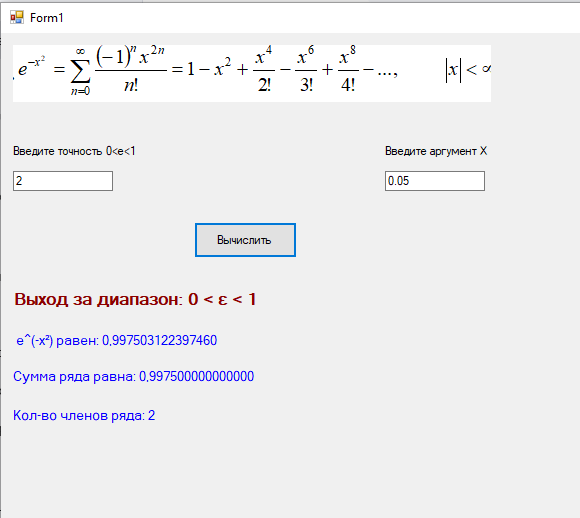 Form1
, e^{-x^2} = \sum_{n=0}^{\infty} \frac{(-1)^n x^{2n}}{n!} = 1 - x^2 + \frac{x^4}{2!} - \frac{x^6}{3!} + \frac{x^8}{4!} - ..., |x| < ∞
Введите точность 0<e<1 Введите аргумент X
2 0.05
Вычислить
Выход за диапазон: 0 < ε < 1
e^(-x²) равен: 0,997503122397460
Сумма ряда равна: 0,997500000000000
Кол-во членов ряда: 2